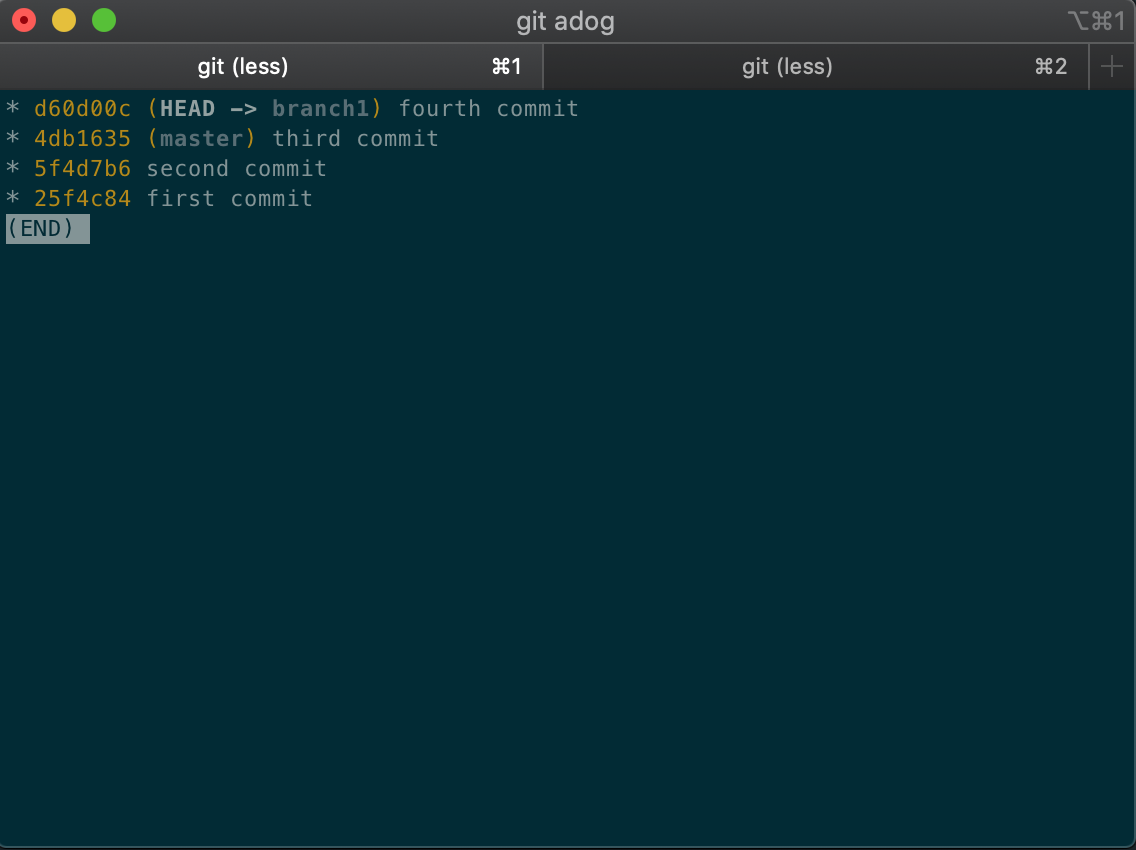 git adog ⌥⌘1
git (less) ⌘1 git (less) ⌘2 +
* d60d00c (HEAD -> branch1) fourth commit
* 4db1635 (master) third commit
* 5f4d7b6 second commit
* 25f4c84 first commit
(END)